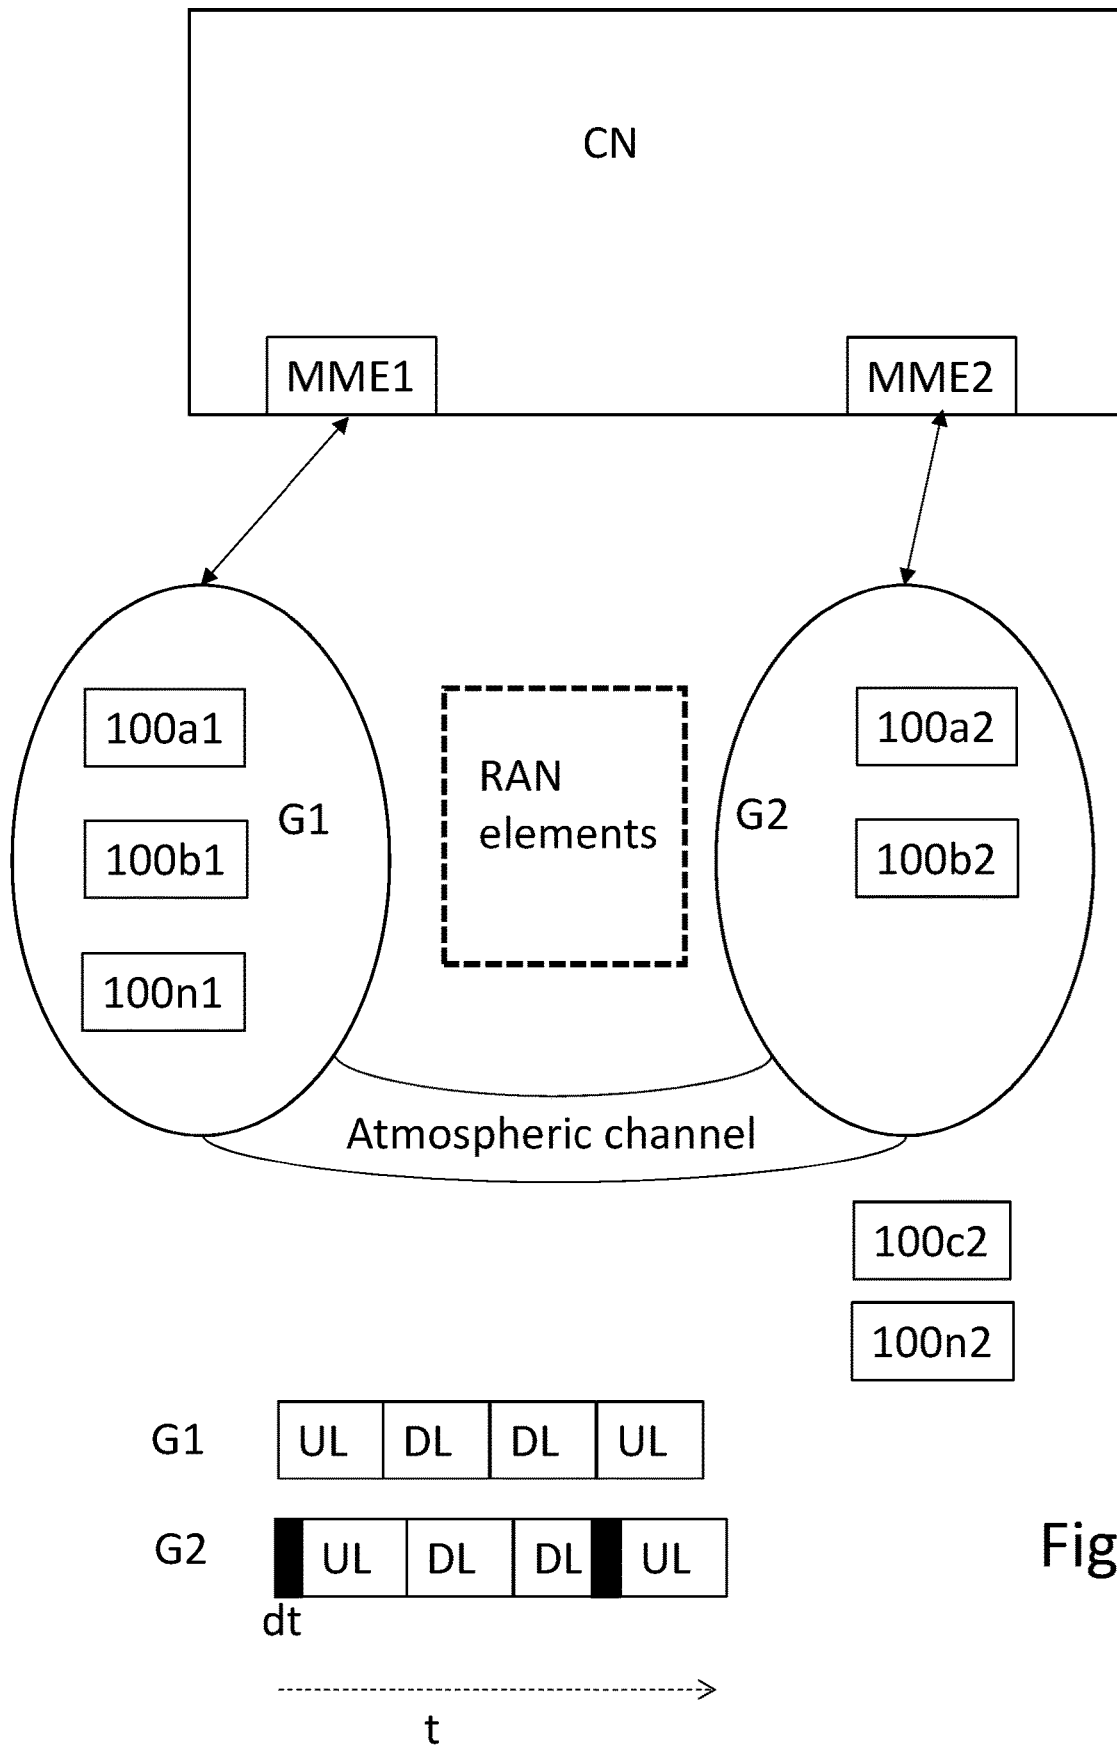 CN
MME1
MME2
100a1
100a2
RAN
elements
G1
G2
100b1
100b2
100n1
Atmospheric channel
100c2
100n2
G1
UL DL DL UL
G2
UL DL DL UL
Fig
dt
t